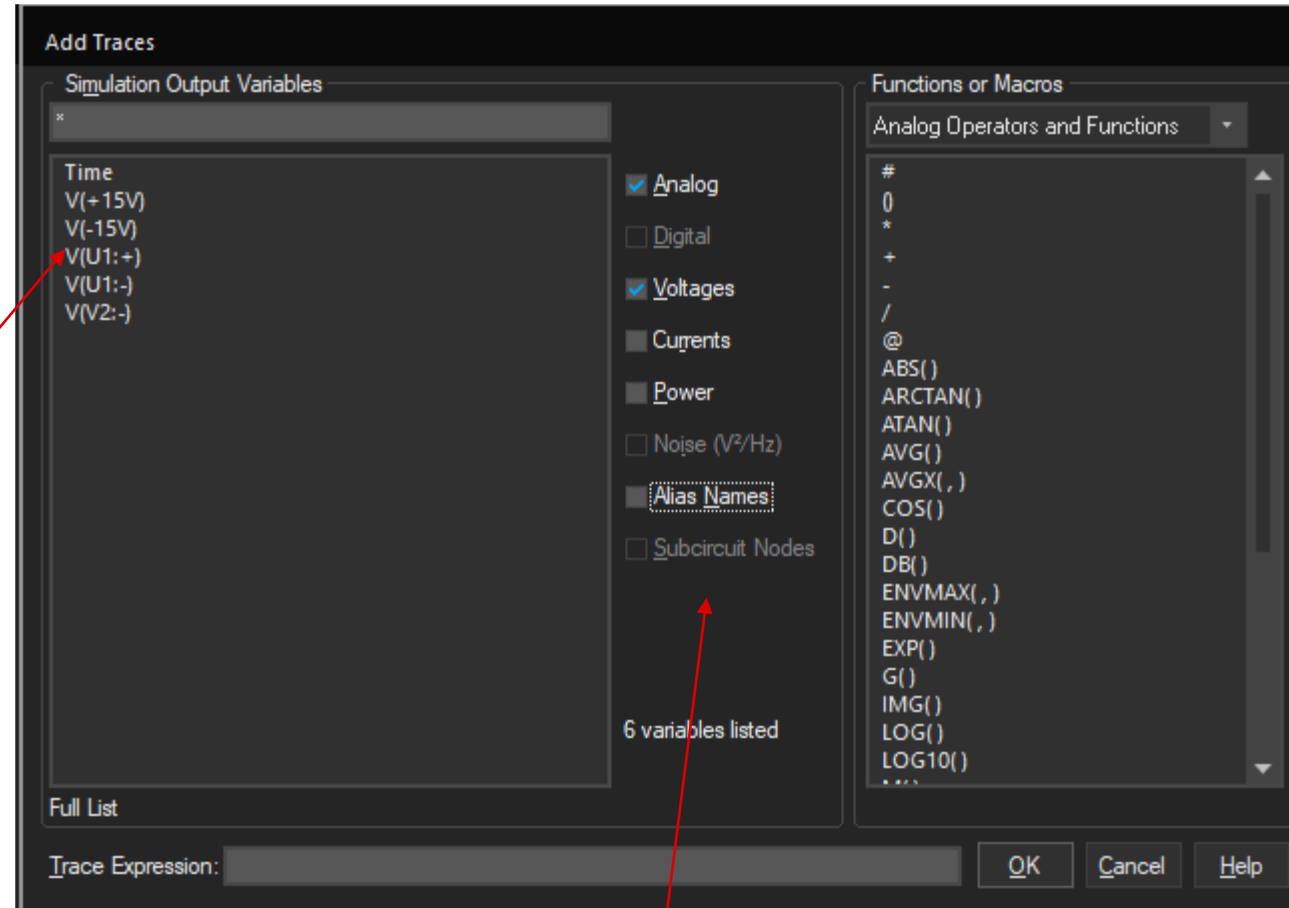 Add Traces
Simulation Output Variables
*
Time
V(+15V)
V(-15V)
V(U1:+)
V(U1:-)
V(V2:-)
Full List
Analog
Digital
Voltages
Currents
Power
Noise (V²/Hz)
Alias Names
Subcircuit Nodes
6 variables listed
Functions or Macros
Analog Operators and Functions
#
()
*
+
-
/
@
ABS( )
ARCTAN( )
ATAN( )
AVG( )
AVGX( , )
COS( )
D( )
DB( )
ENVMAX( , )
ENVMIN( , )
EXP( )
G( )
IMG( )
LOG( )
LOG10( )
Trace Expression:
OK
Cancel
Help